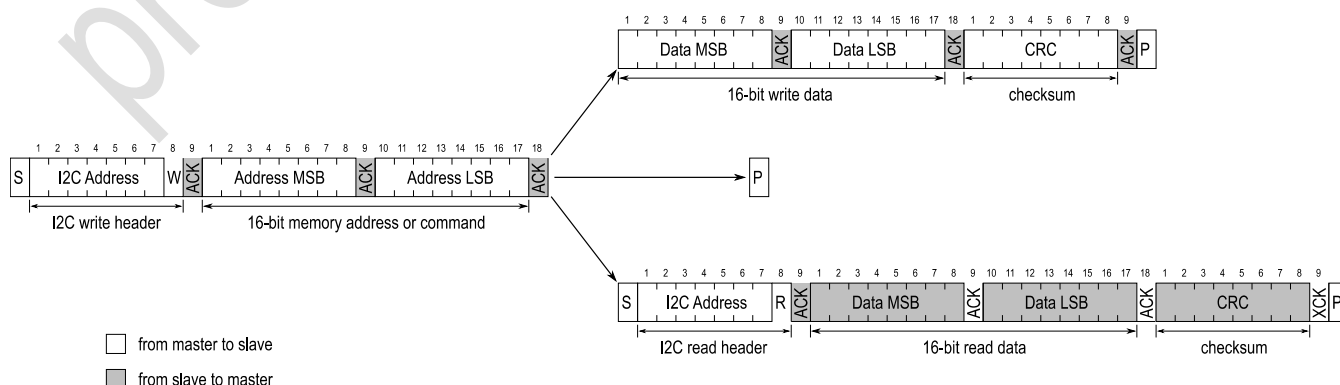 1 2 3 4 5 6 7 8 9 10 11 12 13 14 15 16 17 18 1 2 3 4 5 6 7 8 9
Data MSB ACK Data LSB ACK CRC ACK P
16-bit write data checksum
1 2 3 4 5 6 7 8 9 1 2 3 4 5 6 7 8 9 10 11 12 13 14 15 16 17 18
S I2C Address W ACK Address MSB ACK Address LSB ACK P
I2C write header 16-bit memory address or command
1 2 3 4 5 6 7 8 9 1 2 3 4 5 6 7 8 9 10 11 12 13 14 15 16 17 18 1 2 3 4 5 6 7 8 9
S I2C Address R ACK Data MSB ACK Data LSB ACK CRC XCK P
I2C read header 16-bit read data checksum
from master to slave
from slave to master